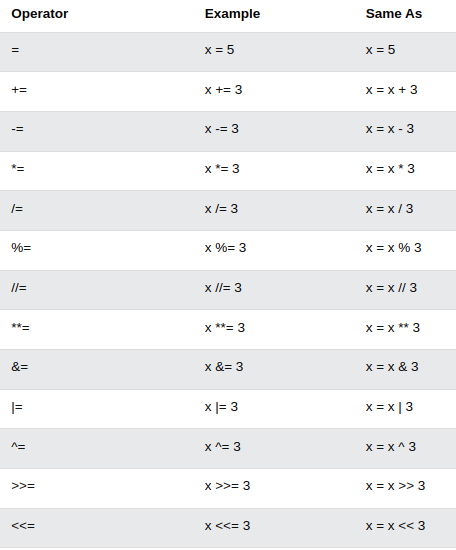 Operator Example Same As
= x = 5 x = 5
+= x += 3 x = x + 3
-= x -= 3 x = x - 3
*= x *= 3 x = x * 3
/= x /= 3 x = x / 3
%= x %= 3 x = x % 3
//= x //= 3 x = x // 3
**= x **= 3 x = x ** 3
&= x &= 3 x = x & 3
|= x |= 3 x = x | 3
^= x ^= 3 x = x ^ 3
>>= x >>= 3 x = x >> 3
<<= x <<= 3 x = x << 3